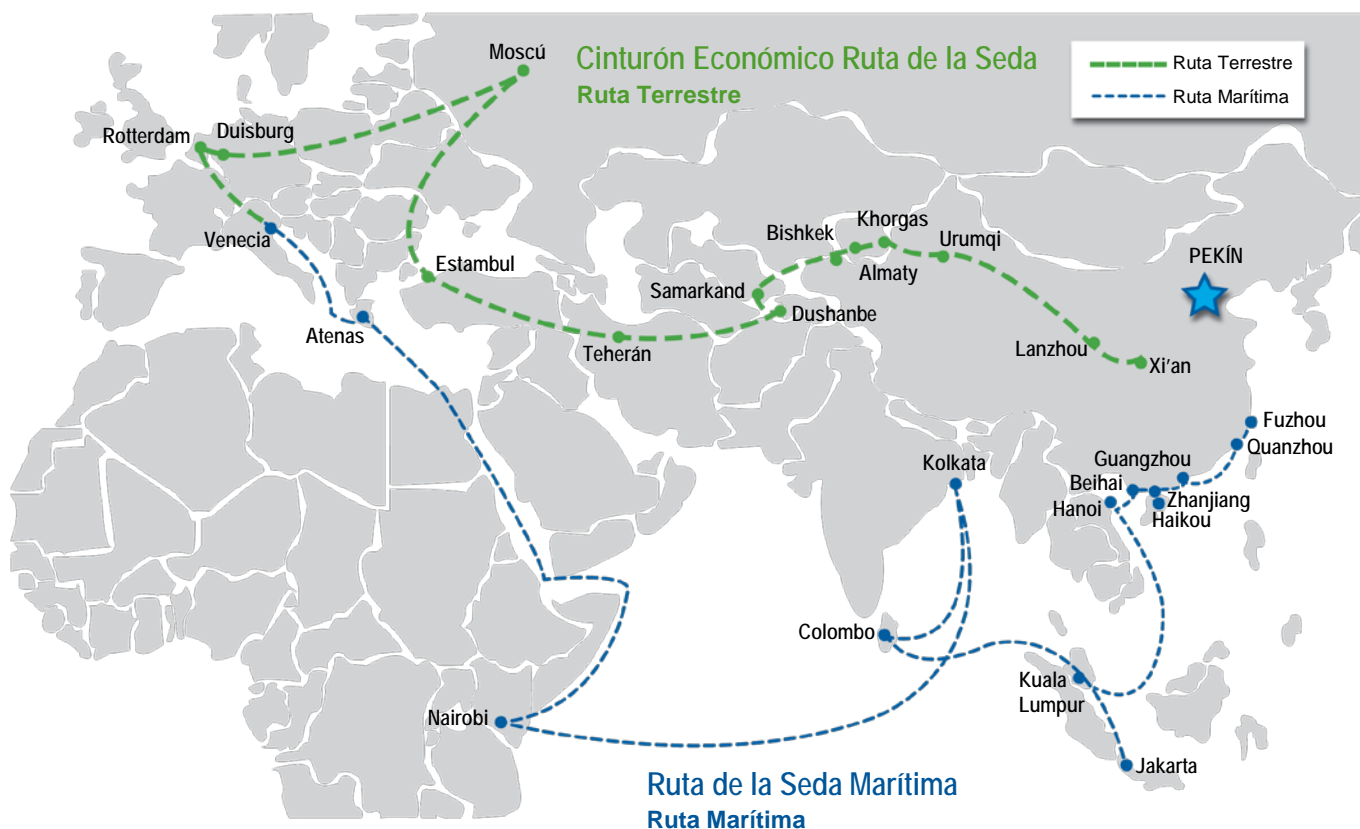 Moscú
Cinturón Económico Ruta de la Seda
Ruta Terrestre
Ruta Terrestre
Ruta Marítima
Rotterdam
Duisburg
Venecia
Estambul
Atenas
Teherán
Samarkand
Dushanbe
Bishkek
Almaty
Khorgas
Urumqi
PEKÍN
Lanzhou
Xi'an
Fuzhou
Quanzhou
Guangzhou
Beihai
Zhanjiang
Hanoi
Haikou
Kolkata
Colombo
Kuala
Lumpur
Nairobi
Jakarta
Ruta de la Seda Marítima
Ruta Marítima